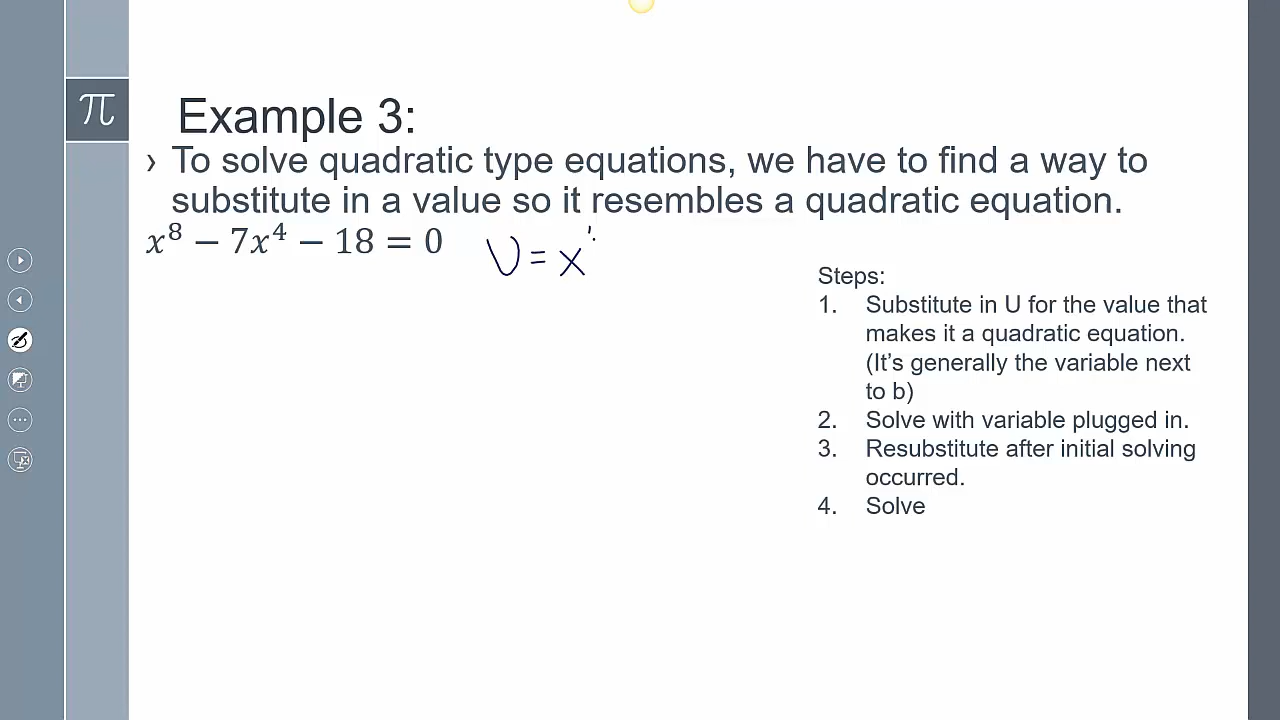 π
Example 3:
› To solve quadratic type equations, we have to find a way to
substitute in a value so it resembles a quadratic equation.
x⁸ − 7x⁴ − 18 = 0
U = x
Steps:
1. Substitute in U for the value that
makes it a quadratic equation.
(It's generally the variable next
to b)
2. Solve with variable plugged in.
3. Resubstitute after initial solving
occurred.
4. Solve